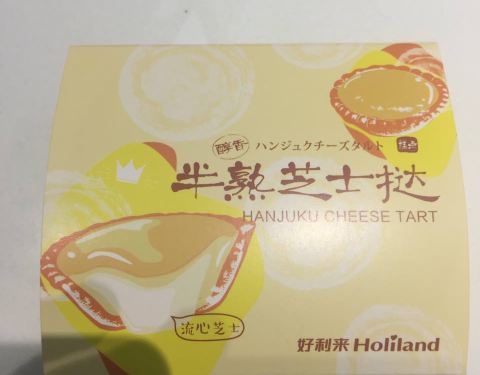 醇香 ハンジュクチーズタルト
半熟芝士挞
HANJUKU CHEESE TART
流心芝士
好利来 Holiland